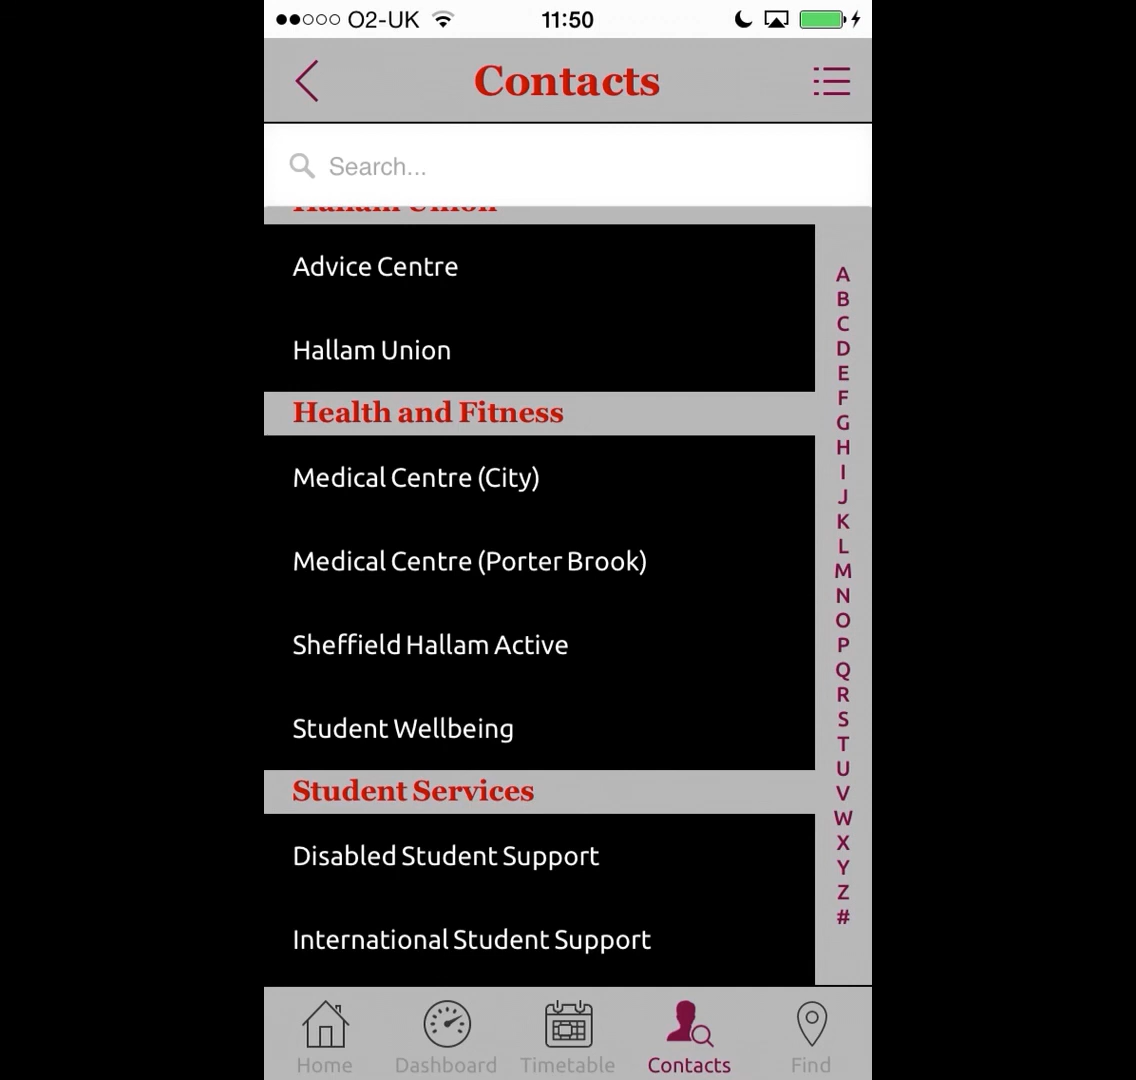 O2-UK 11:50
Contacts
Search...
Hallam Union
Advice Centre
Hallam Union
Health and Fitness
Medical Centre (City)
Medical Centre (Porter Brook)
Sheffield Hallam Active
Student Wellbeing
Student Services
Disabled Student Support
International Student Support
A
B
C
D
E
F
G
H
I
J
K
L
M
N
O
P
Q
R
S
T
U
V
W
X
Y
Z
#
Home Dashboard Timetable Contacts Find